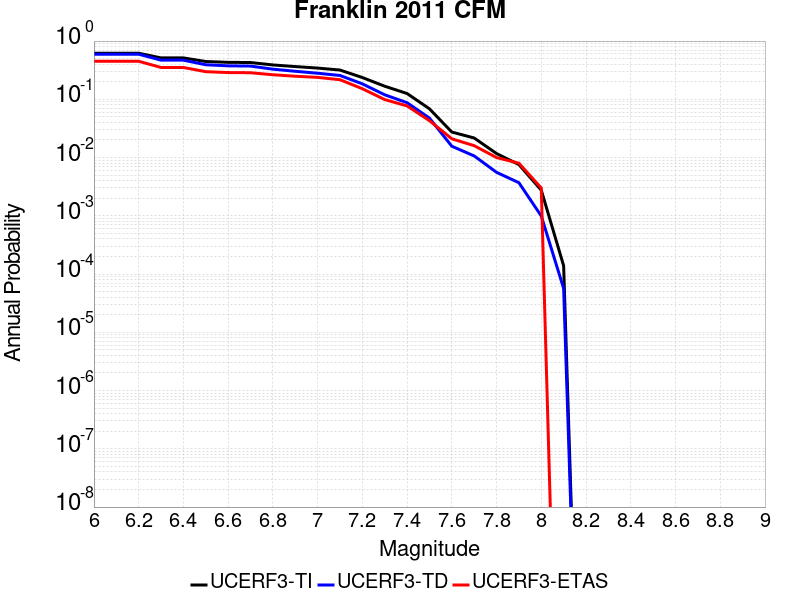 Franklin 2011 CFM
10^0
10^-1
10^-2
10^-3
10^-4
10^-5
10^-6
10^-7
10^-8
Annual Probability
6 6.2 6.4 6.6 6.8 7 7.2 7.4 7.6 7.8 8 8.2 8.4 8.6 8.8 9
Magnitude
UCERF3-TI UCERF3-TD UCERF3-ETAS